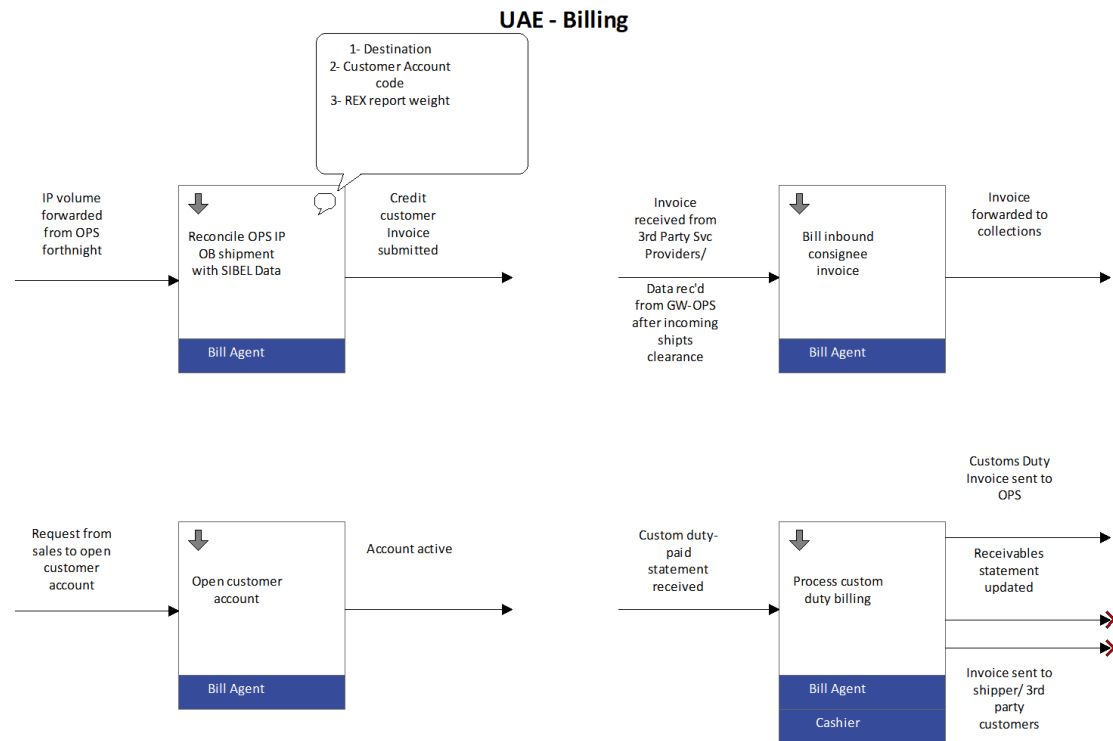 UAE - Billing
1- Destination
2- Customer Account
code
3- REX report weight
IP volume
forwarded
from OPS
forthnight
Reconcile OPS IP
OB shipment
with SIBEL Data
Bill Agent
Credit
customer
Invoice
submitted
Invoice
received from
3rd Party Svc
Providers/
Data rec'd
from GW-OPS
after incoming
shipts
clearance
Bill inbound
consignee
invoice
Bill Agent
Invoice
forwarded to
collections
Request from
sales to open
customer
account
Open customer
account
Bill Agent
Account active
Custom duty-
paid
statement
received
Process custom
duty billing
Bill Agent
Cashier
Customs Duty
Invoice sent to
OPS
Receivables
statement
updated
Invoice sent to
shipper/ 3rd
party
customers